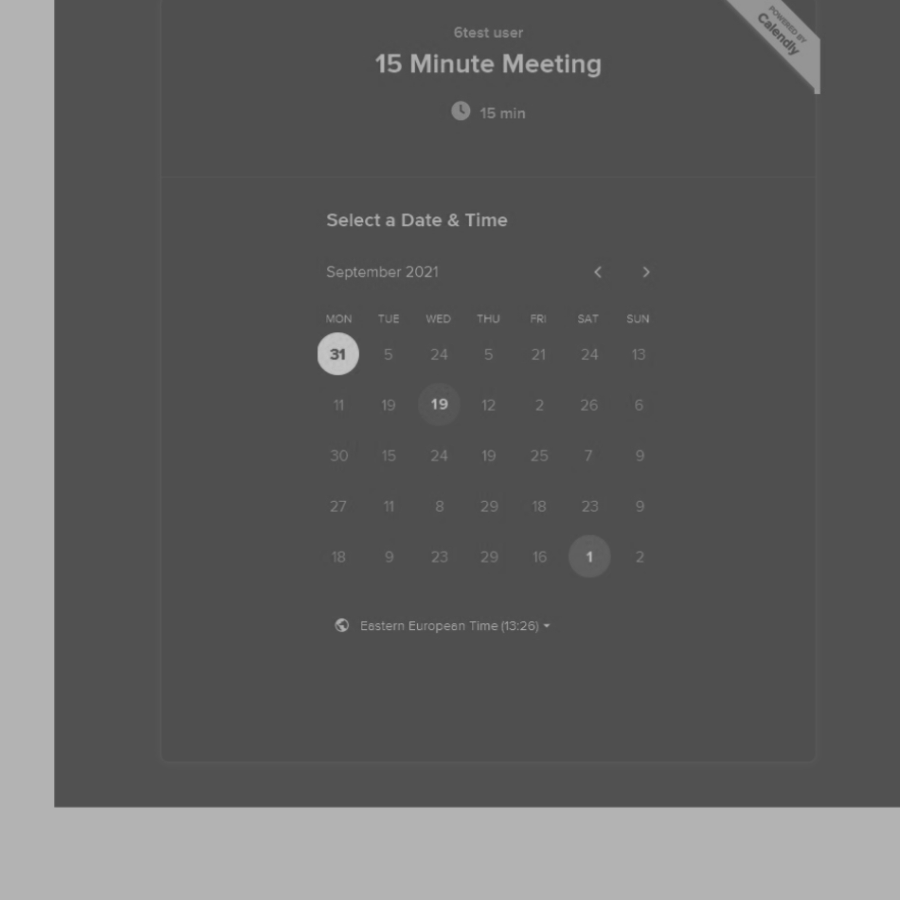 POWERED BY
Calendly
6test user
15 Minute Meeting
15 min
Select a Date & Time
September 2021
MON TUE WED THU FRI SAT SUN
31 5 24 5 21 24 13
11 19 19 12 2 26 6
30 15 24 19 25 7 9
27 11 8 29 18 23 9
18 9 23 29 16 1 2
Eastern European Time (13:26)